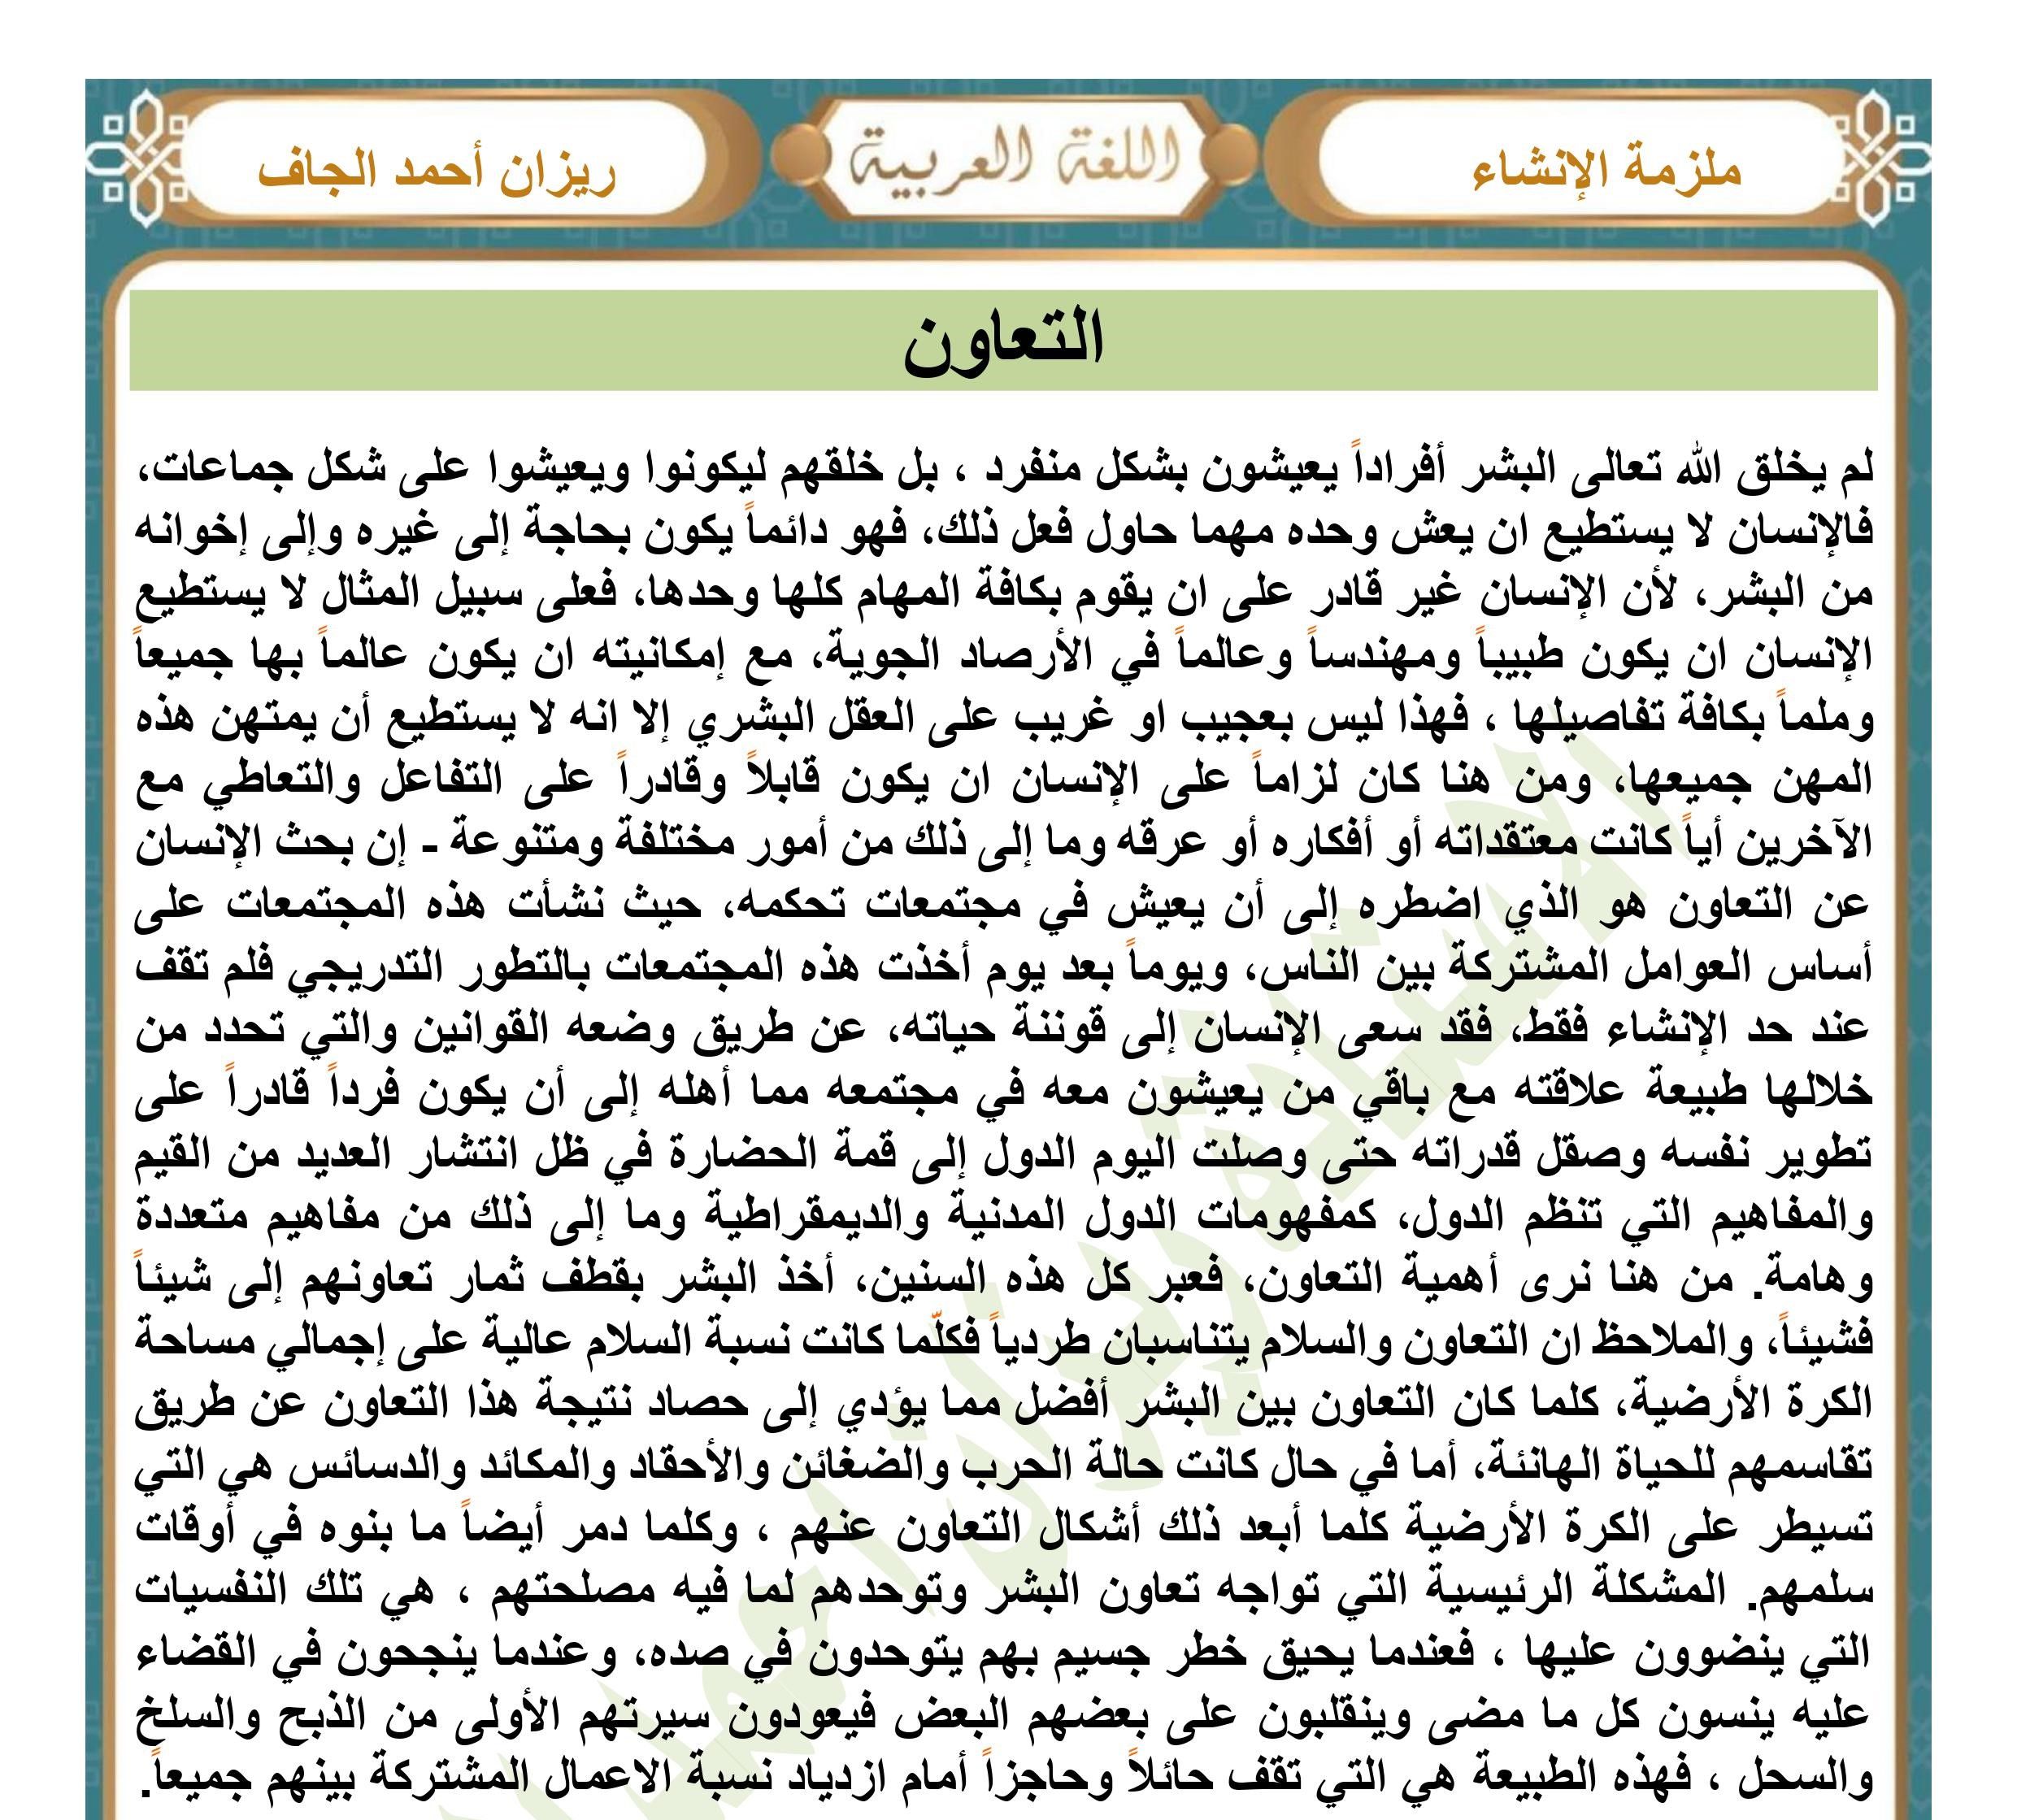 ملزمة الإنشاء
اللغة العربية
ريزان أحمد الجاف
التعاون
لم يخلق الله تعالى البشر أفراداً يعيشون بشكل منفرد ، بل خلقهم ليكونوا ويعيشوا على شكل جماعات،
فالإنسان لا يستطيع ان يعش وحده مهما حاول فعل ذلك، فهو دائماً يكون بحاجة إلى غيره وإلى إخوانه
من البشر، لأن الإنسان غير قادر على ان يقوم بكافة المهام كلها وحدها، فعلى سبيل المثال لا يستطيع
الإنسان ان يكون طبيباً ومهندساً وعالماً في الأرصاد الجوية، مع إمكانيته ان يكون عالماً بها جميعاً
وملماً بكافة تفاصيلها ، فهذا ليس بعجيب او غريب على العقل البشري إلا انه لا يستطيع أن يمتهن هذه
المهن جميعها، ومن هنا كان لزاماً على الإنسان ان يكون قابلاً وقادراً على التفاعل والتعاطي مع
الآخرين أياً كانت معتقداته أو أفكاره أو عرقه وما إلى ذلك من أمور مختلفة ومتنوعة - إن بحث الإنسان
عن التعاون هو الذي اضطره إلى أن يعيش في مجتمعات تحكمه، حيث نشأت هذه المجتمعات على
أساس العوامل المشتركة بين الناس، ويوماً بعد يوم أخذت هذه المجتمعات بالتطور التدريجي فلم تقف
عند حد الإنشاء فقط، فقد سعى الإنسان إلى قوننة حياته، عن طريق وضعه القوانين والتي تحدد من
خلالها طبيعة علاقته مع باقي من يعيشون معه في مجتمعه مما أهله إلى أن يكون فرداً قادراً على
تطوير نفسه وصقل قدراته حتى وصلت اليوم الدول إلى قمة الحضارة في ظل انتشار العديد من القيم
والمفاهيم التي تنظم الدول، كمفهومات الدول المدنية والديمقراطية وما إلى ذلك من مفاهيم متعددة
وهامة. من هنا نرى أهمية التعاون، فعبر كل هذه السنين، أخذ البشر بقطف ثمار تعاونهم إلى شيئاً
فشيئاً، والملاحظ ان التعاون والسلام يتناسبان طردياً فكلّما كانت نسبة السلام عالية على إجمالي مساحة
الكرة الأرضية، كلما كان التعاون بين البشر أفضل مما يؤدي إلى حصاد نتيجة هذا التعاون عن طريق
تقاسمهم للحياة الهانئة، أما في حال كانت حالة الحرب والضغائن والأحقاد والمكائد والدسائس هي التي
تسيطر على الكرة الأرضية كلما أبعد ذلك أشكال التعاون عنهم ، وكلما دمر أيضاً ما بنوه في أوقات
سلمهم. المشكلة الرئيسية التي تواجه تعاون البشر وتوحدهم لما فيه مصلحتهم ، هي تلك النفسيات
التي ينضوون عليها ، فعندما يحيق خطر جسيم بهم يتوحدون في صده، وعندما ينجحون في القضاء
عليه ينسون كل ما مضى وينقلبون على بعضهم البعض فيعودون سيرتهم الأولى من الذبح والسلخ
والسحل ، فهذه الطبيعة هي التي تقف حائلاً وحاجزاً أمام ازدياد نسبة الاعمال المشتركة بينهم جميعاً.